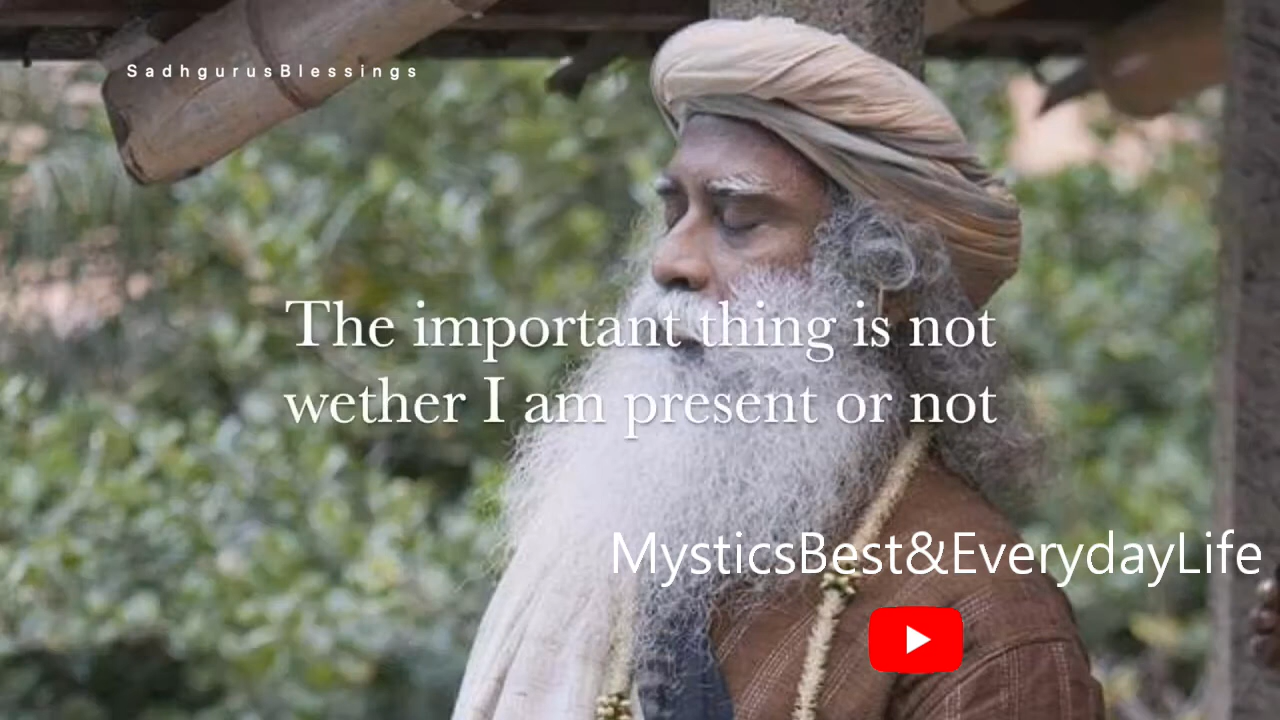 SadhgurusBlessings
The important thing is not
wether I am present or not
MysticsBest&EverydayLife